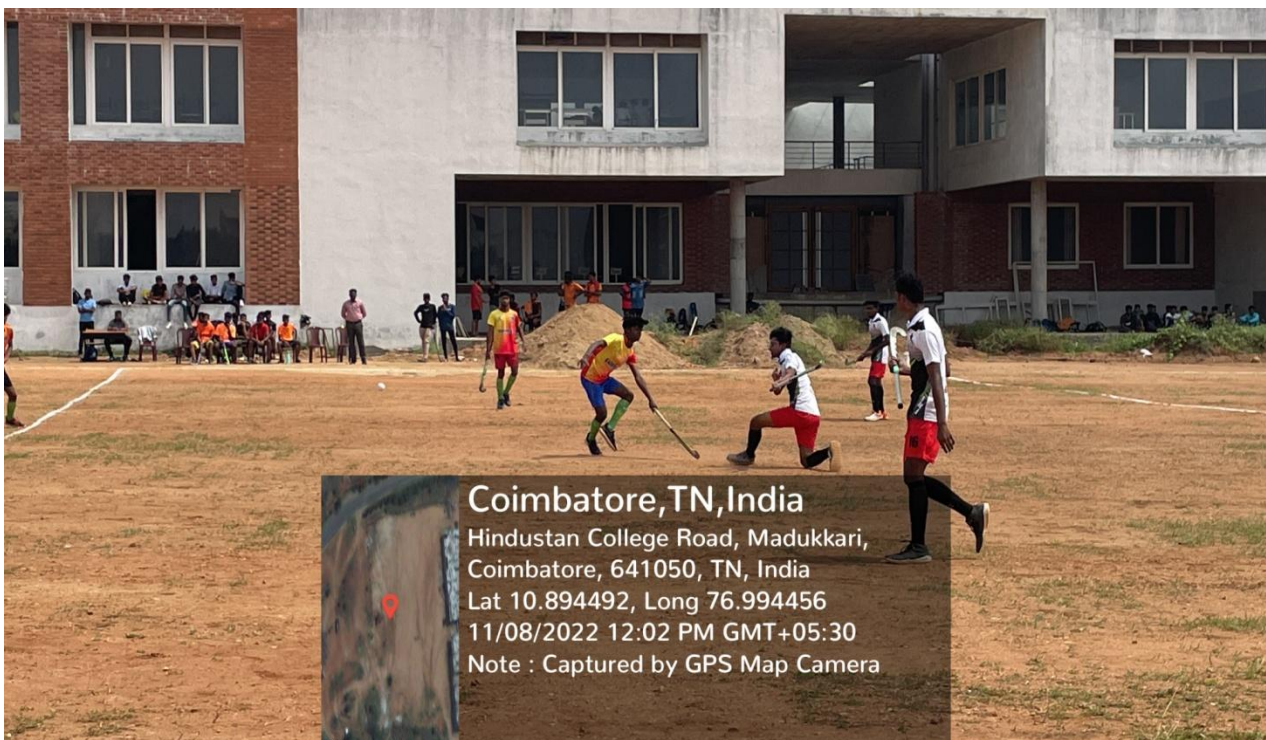 Coimbatore,TN,India
Hindustan College Road, Madukkari,
Coimbatore, 641050, TN, India
Lat 10.894492, Long 76.994456
11/08/2022 12:02 PM GMT+05:30
Note : Captured by GPS Map Camera
16